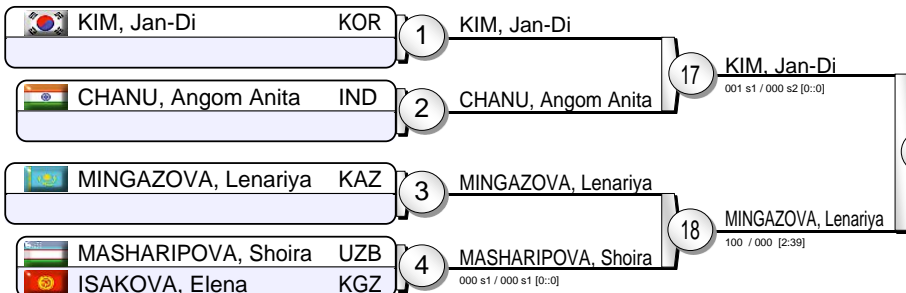 KIM, Jan-Di KOR
1
KIM, Jan-Di
17
KIM, Jan-Di
001 s1 / 000 s2 [0::0]
CHANU, Angom Anita IND
2
CHANU, Angom Anita
MINGAZOVA, Lenariya KAZ
3
MINGAZOVA, Lenariya
18
MINGAZOVA, Lenariya
100 / 000 [2:39]
MASHARIPOVA, Shoira UZB
4
MASHARIPOVA, Shoira
000 s1 / 000 s1 [0::0]
ISAKOVA, Elena KGZ